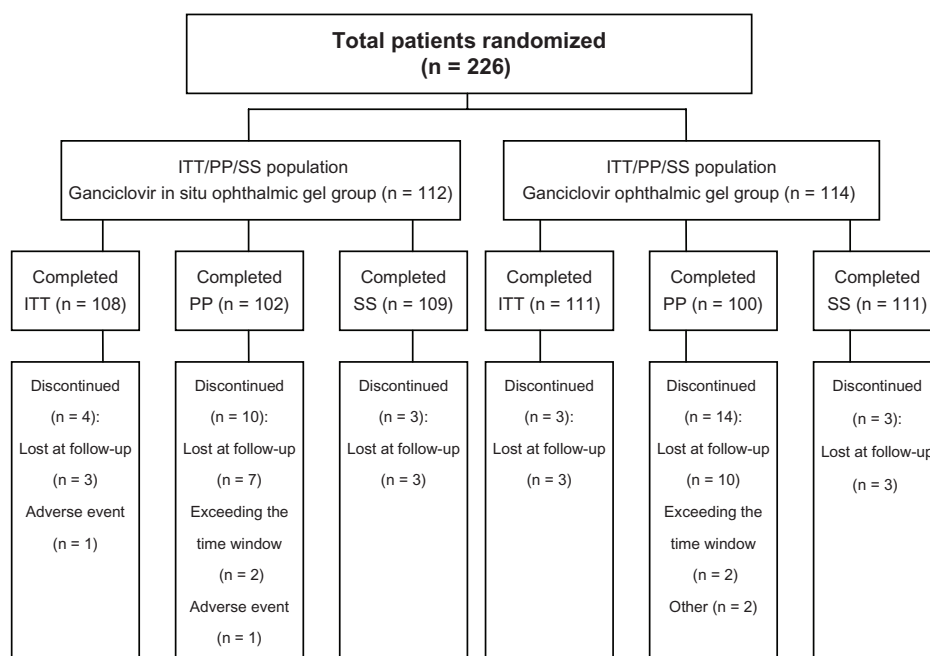 Total patients randomized
(n = 226)
ITT/PP/SS population
Ganciclovir in situ ophthalmic gel group (n = 112)
ITT/PP/SS population
Ganciclovir ophthalmic gel group (n = 114)
Completed
ITT (n = 108)
Completed
PP (n = 102)
Completed
SS (n = 109)
Completed
ITT (n = 111)
Completed
PP (n = 100)
Completed
SS (n = 111)
Discontinued
(n = 4):
Lost at follow-up
(n = 3)
Adverse event
(n = 1)
Discontinued
(n = 10):
Lost at follow-up
(n = 7)
Exceeding the
time window
(n = 2)
Adverse event
(n = 1)
Discontinued
(n = 3):
Lost at follow-up
(n = 3)
Discontinued
(n = 3):
Lost at follow-up
(n = 3)
Discontinued
(n = 14):
Lost at follow-up
(n = 10)
Exceeding the
time window
(n = 2)
Other (n = 2)
Discontinued
(n = 3):
Lost at follow-up
(n = 3)